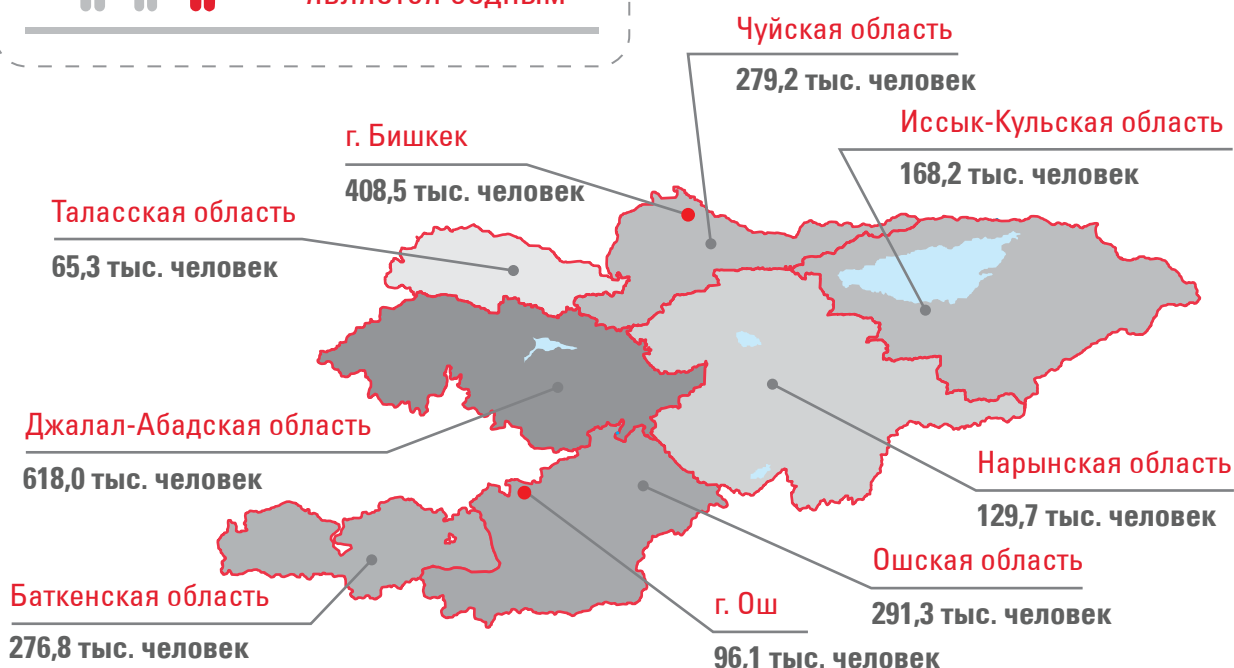 является бедным
Чуйская область
279,2 тыс. человек
Иссык-Кульская область
168,2 тыс. человек
г. Бишкек
408,5 тыс. человек
Таласская область
65,3 тыс. человек
Джалал-Абадская область
618,0 тыс. человек
Нарынская область
129,7 тыс. человек
Ошская область
291,3 тыс. человек
Баткенская область
276,8 тыс. человек
г. Ош
96,1 тыс. человек